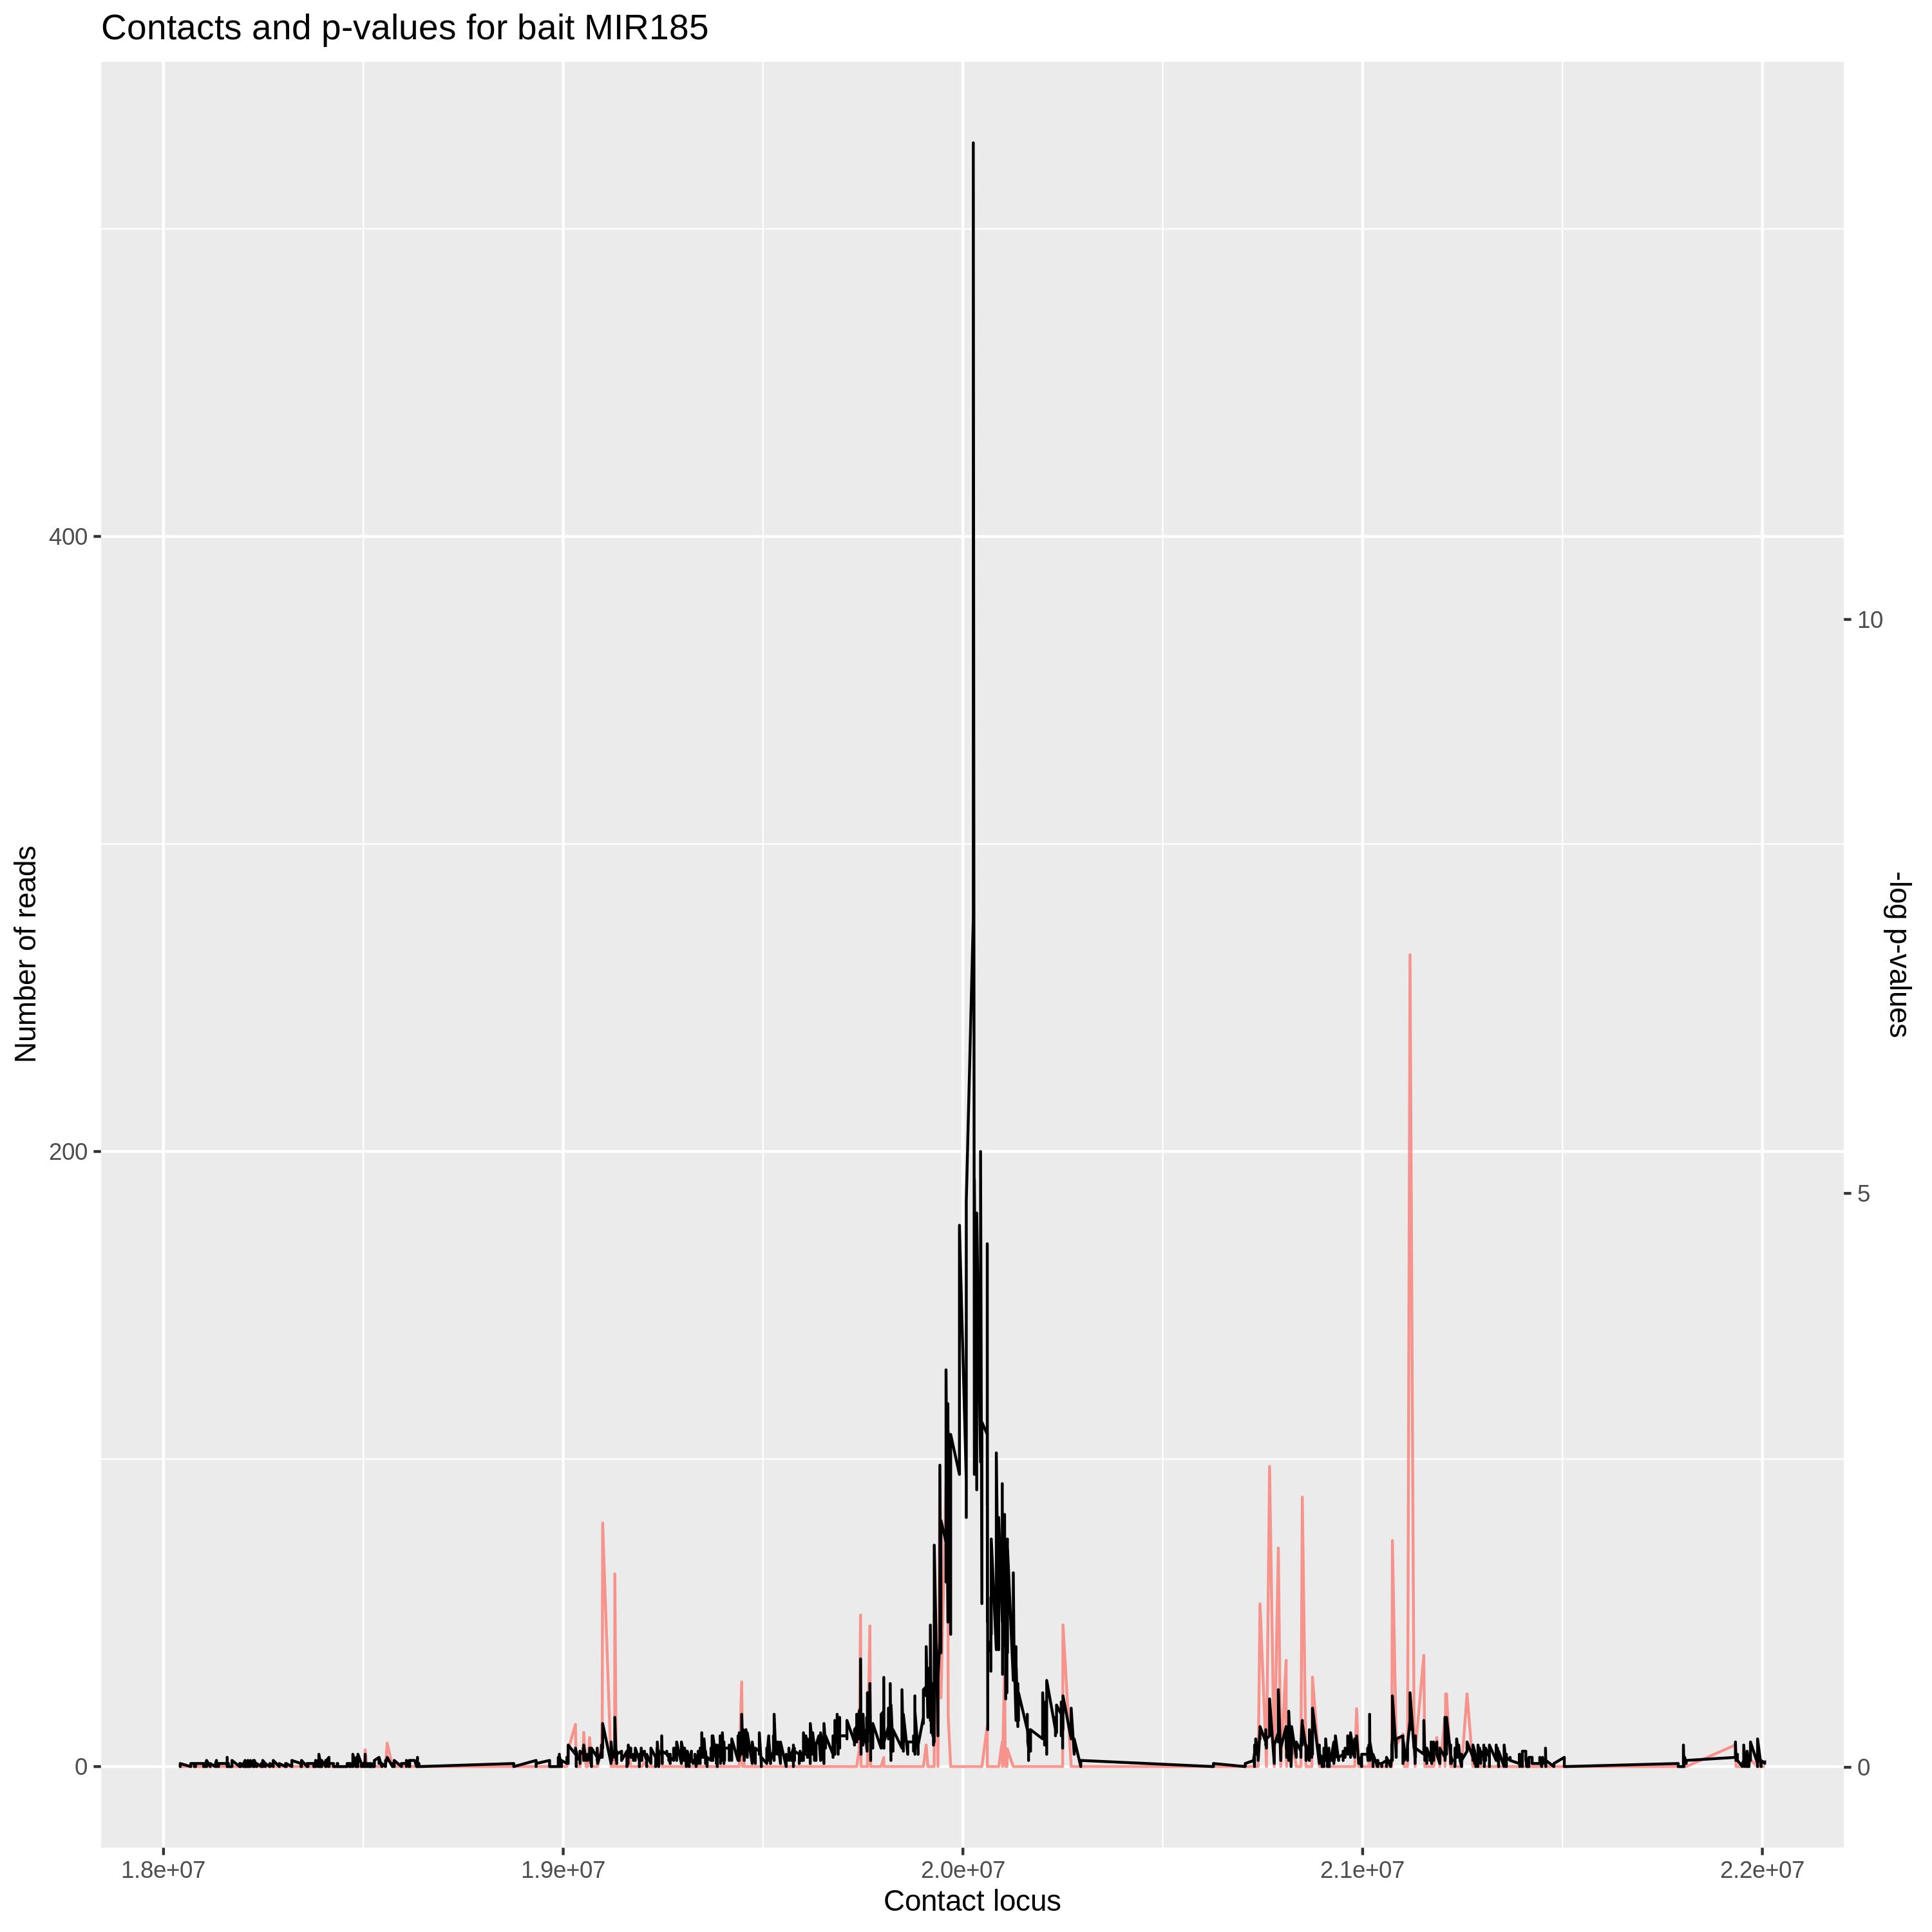 Contacts and p-values for bait MIR185
Number of reads
400
200
0
10
5
0
-log p-values
1.8e+07 1.9e+07 2.0e+07 2.1e+07 2.2e+07
Contact locus